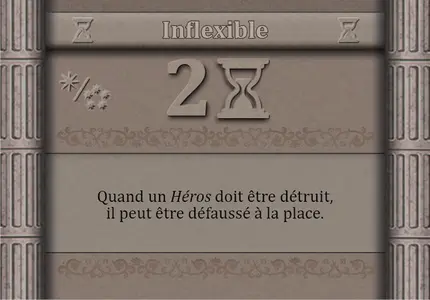 Inflexible
2
Quand un Héros doit être détruit,
il peut être défaussé à la place.